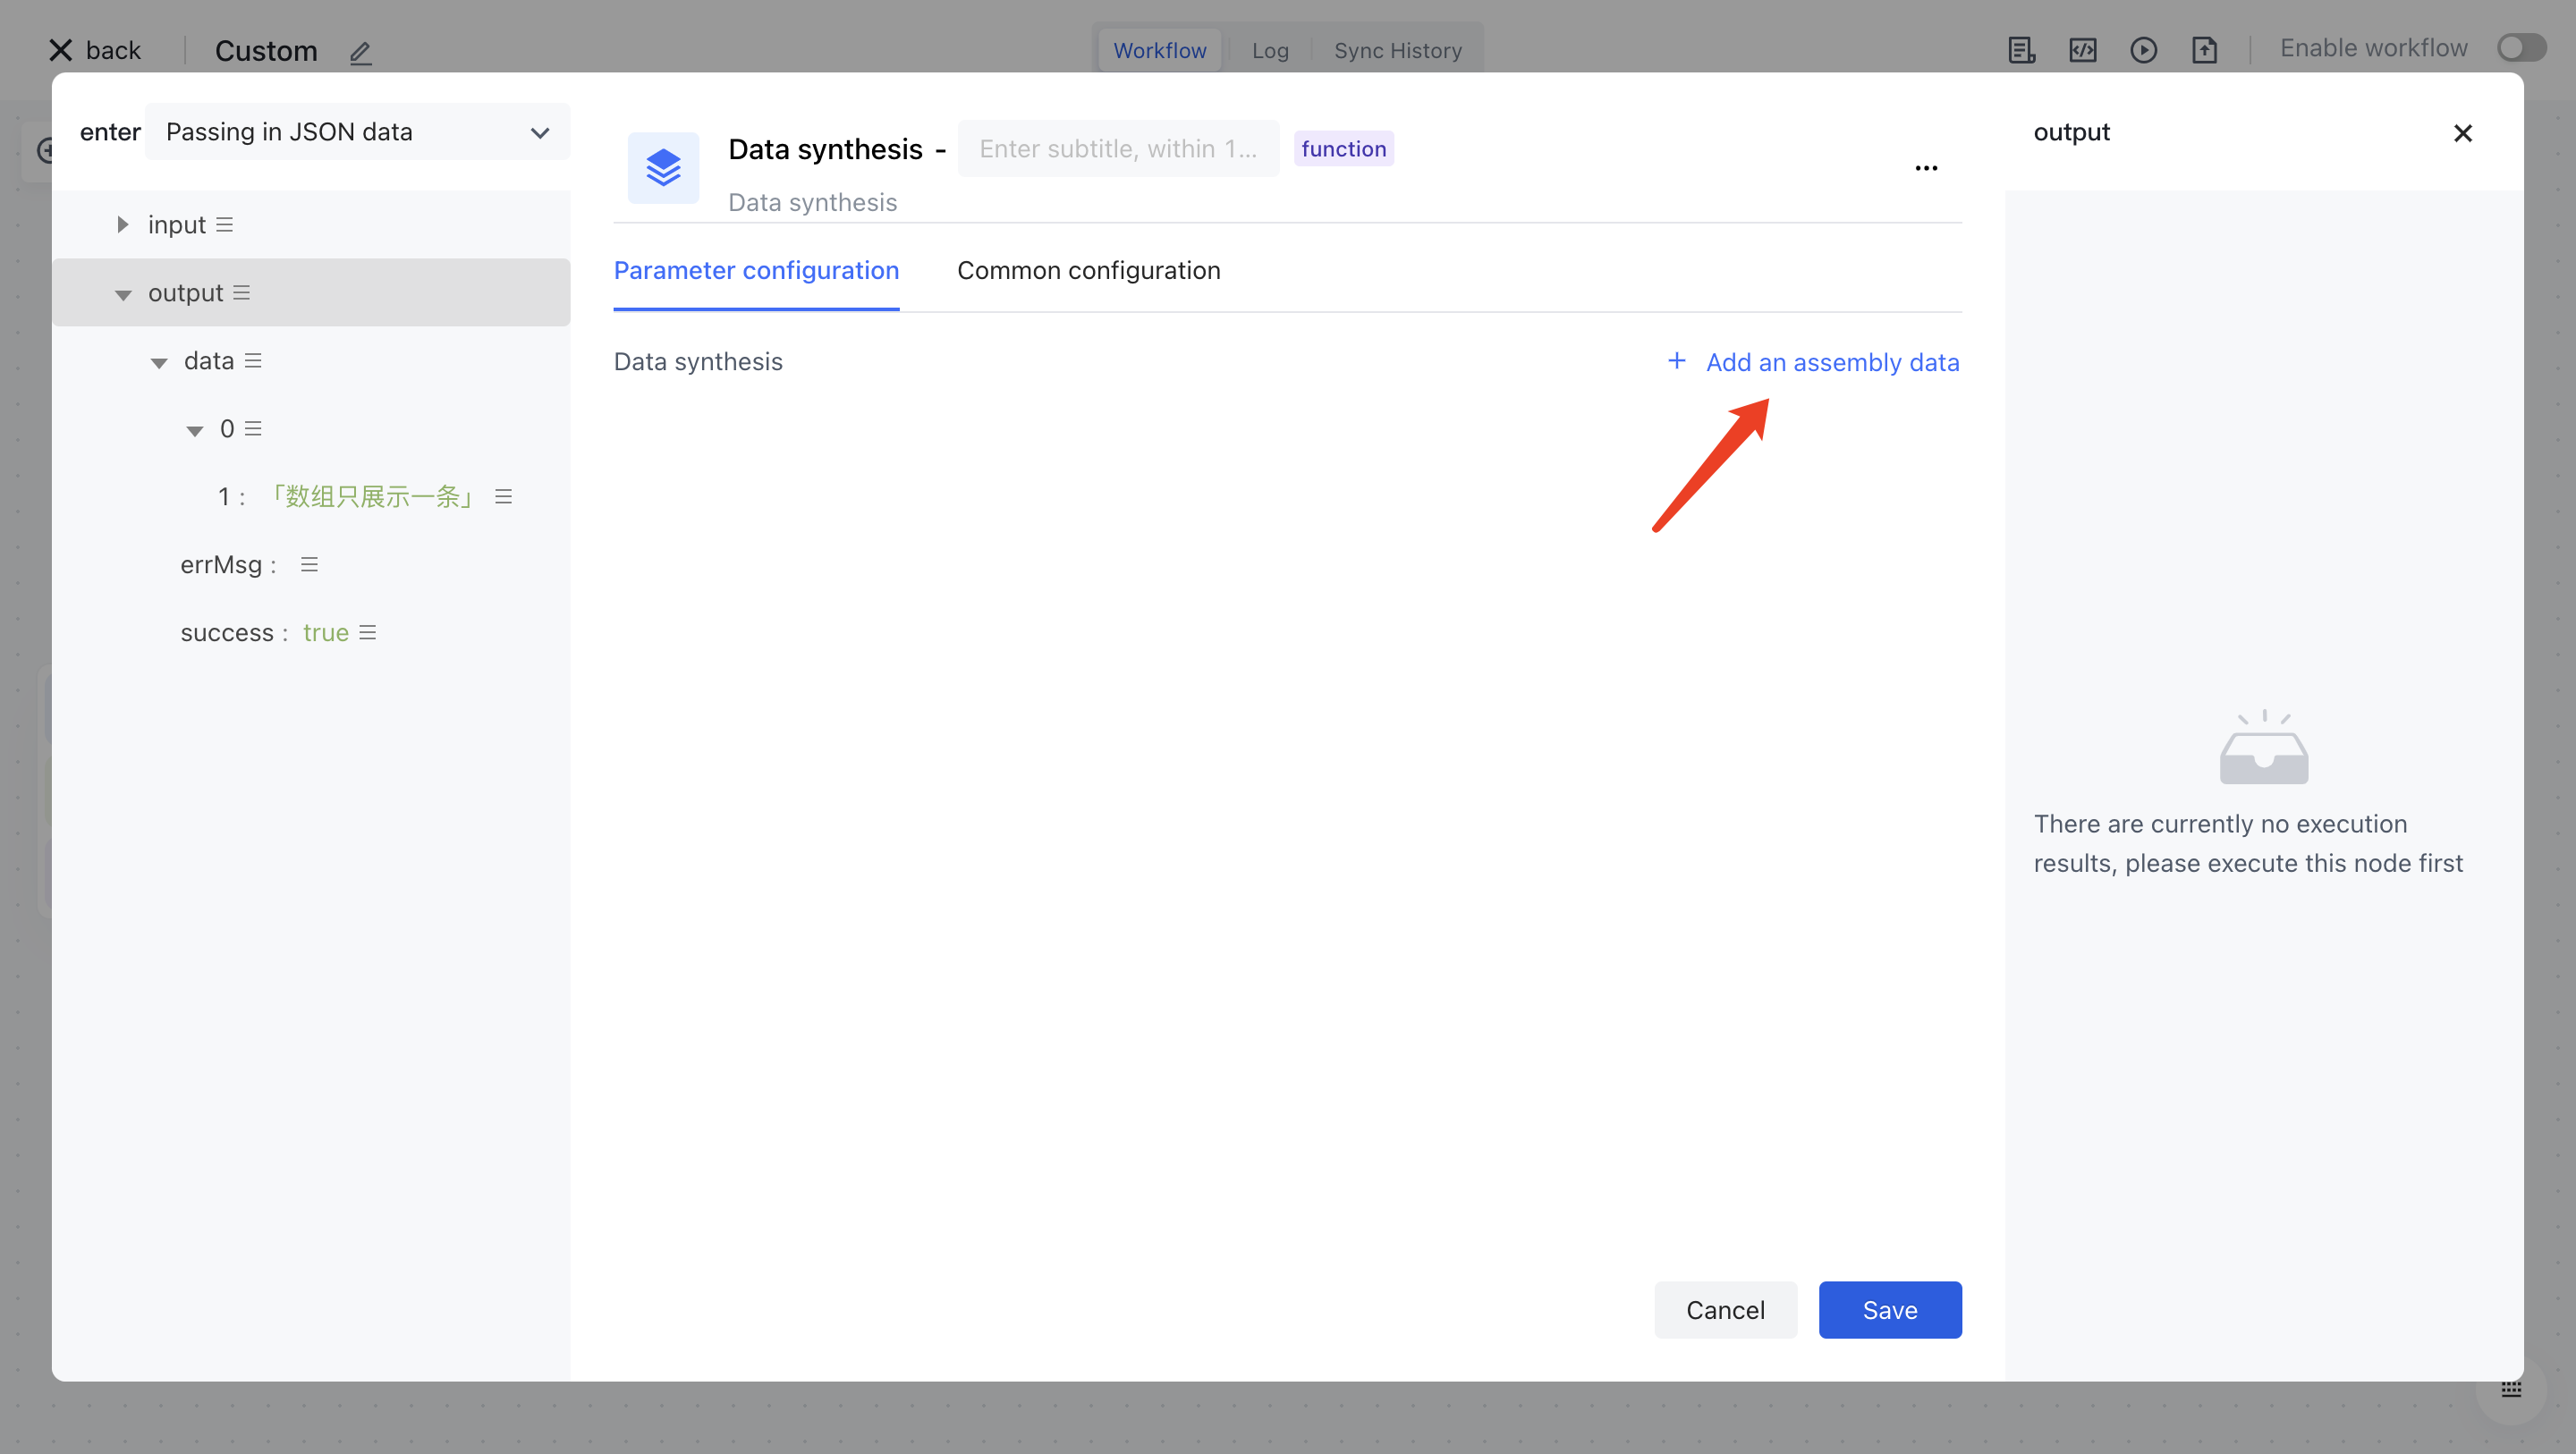 back
Custom
Workflow
Log
Sync History
Enable workflow
enter
Passing in JSON data
input
output
data
0
1 : 「数组只展示一条」
errMsg :
success : true
Data synthesis -
Enter subtitle, within 1...
function
Data synthesis
Parameter configuration
Common configuration
Data synthesis
+ Add an assembly data
Cancel
Save
output
There are currently no execution
results, please execute this node first